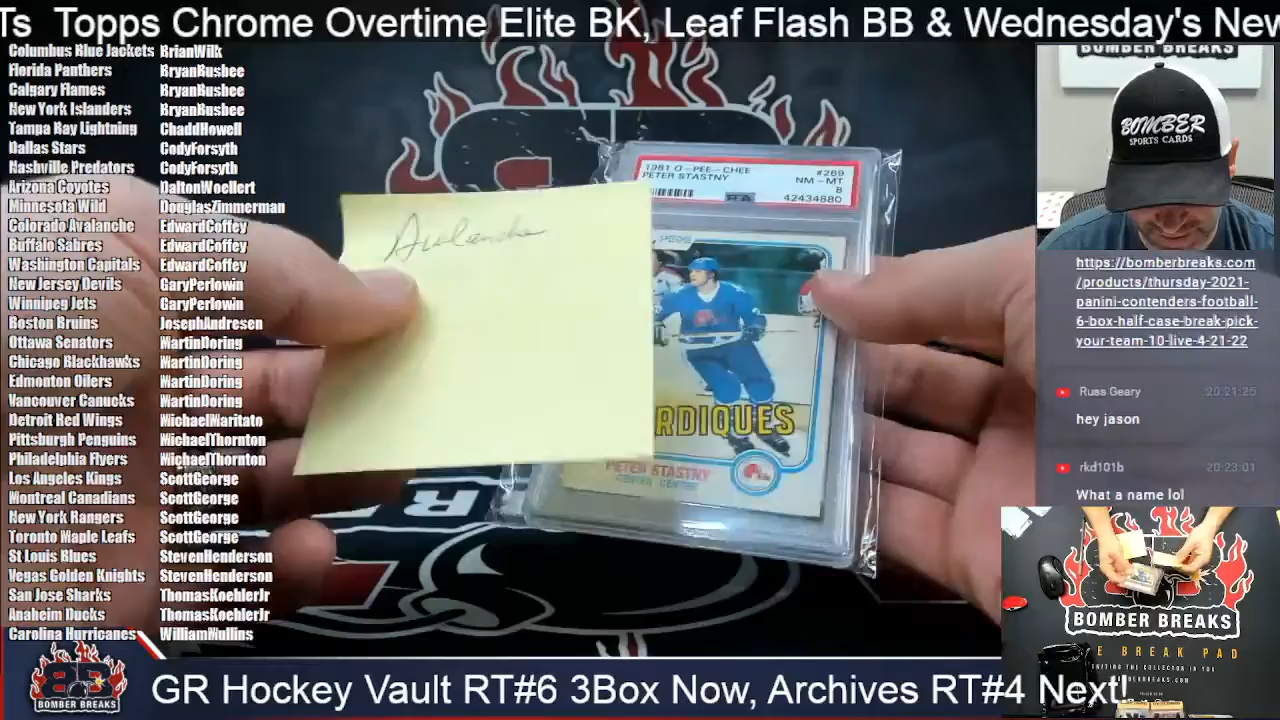 Ts Topps Chrome Overtime Elite BK, Leaf Flash BB & Wednesday's New
Columbus Blue Jackets BrianWilk
Florida Panthers BryanBusbee
Calgary Flames BryanBusbee
New York Islanders BryanBusbee
Tampa Bay Lightning ChaddHowell
Dallas Stars CodyForsyth
Nashville Predators CodyForsyth
Arizona Coyotes DaltonWoellert
Minnesota Wild DouglasZimmerman
Colorado Avalanche EdwardCoffey
Buffalo Sabres EdwardCoffey
Washington Capitals EdwardCoffey
New Jersey Devils GaryPerlowin
Winnipeg Jets GaryPerlowin
Boston Bruins JosephAndresen
Ottawa Senators MartinDoring
Chicago Blackhawks MartinDoring
Edmonton Oilers MartinDoring
Vancouver Canucks MartinDoring
Detroit Red Wings MichaelMaritato
Pittsburgh Penguins MichaelThornton
Philadelphia Flyers MichaelThornton
Los Angeles Kings ScottGeorge
Montreal Canadians ScottGeorge
New York Rangers ScottGeorge
Toronto Maple Leafs ScottGeorge
St Louis Blues StevenHenderson
Vegas Golden Knights StevenHenderson
San Jose Sharks ThomasKoehlerJr
Anaheim Ducks ThomasKoehlerJr
Carolina Hurricanes WilliamMullins
Avalanche
1981 O-PEE-CHEE #269
PETER STASTNY NM-MT
8
42434880
RDIQUES
PETER STASTNY
BOMBER BREAKS
BOMBER
SPORTS CARDS
https://bomberbreaks.com
/products/thursday-2021-
panini-contenders-football-
6-box-half-case-break-pick-
your-team-10-live-4-21-22
Russ Geary 20:21:25
hey jason
rkd101b 20:23:01
What a name lol
BOMBER BREAKS
E BREAK PAD
BOMBER BREAKS
GR Hockey Vault RT#6 3Box Now, Archives RT#4 Next!